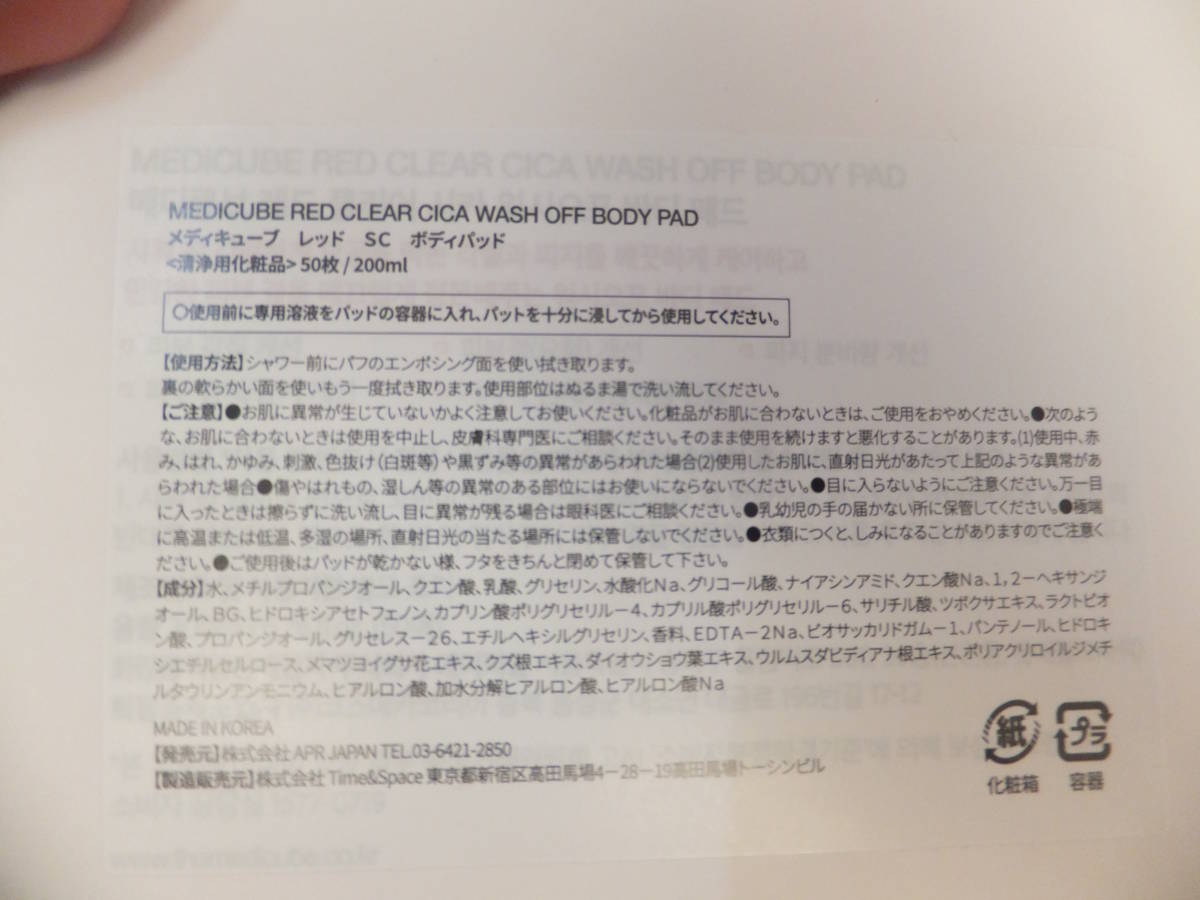 MEDICUBE RED CLEAR CICA WASH OFF BODY PAD
MEDICUBE RED CLEAR CICA WASH OFF BODY PAD
メディキューブ レッド SC ボディパッド
<清浄用化粧品> 50枚 / 200ml
〇使用前に専用溶液をパッドの容器に入れ、パットを十分に浸してから使用してください。
【使用方法】シャワー前にパフのエンボシング面を使い拭き取ります。
裏の軟らかい面を使いもう一度拭き取ります。使用部位はぬるま湯で洗い流してください。
【ご注意】●お肌に異常が生じていないかよく注意してお使いください。化粧品がお肌に合わないときは、ご使用をおやめください。●次のよう
な、お肌に合わないときは使用を中止し、皮膚科専門医にご相談ください。そのまま使用を続けますと悪化することがあります。(1)使用中、赤
み、はれ、かゆみ、刺激、色抜け（白斑等）や黒ずみ等の異常があらわれた場合(2)使用したお肌に、直射日光があたって上記のような異常があ
らわれた場合●傷やはれもの、湿しん等の異常のある部位にはお使いにならないでください。●目に入らないようにご注意ください。万一目
に入ったときは擦らずに洗い流し、目に異常が残る場合は眼科医にご相談ください。●乳幼児の手の届かない所に保管してください。●極端
に高温または低温、多湿の場所、直射日光の当たる場所には保管しないでください。●衣類につくと、しみになることがありますのでご注意く
ださい。●ご使用後はパッドが乾かない様、フタをきちんと閉めて保管して下さい。
【成分】水、メチルプロパンジオール、クエン酸、乳酸、グリセリン、水酸化Na、グリコール酸、ナイアシンアミド、クエン酸Na、1，2－ヘキサンジ
オール、BG、ヒドロキシアセトフェノン、カプリン酸ポリグリセリル－4、カプリル酸ポリグリセリル－6、サリチル酸、ツボクサエキス、ラクトビオ
ン酸、プロパンジオール、グリセレス－26、エチルヘキシルグリセリン、香料、EDTA－2Na、ビオサッカリドガム－1、パンテノール、ヒドロキ
シエチルセルロース、メマツヨイグサ花エキス、クズ根エキス、ダイオウショウ葉エキス、ウルムスダビディアナ根エキス、ポリアクリロイルジメチ
ルタウリンアンモニウム、ヒアルロン酸、加水分解ヒアルロン酸、ヒアルロン酸Na
MADE IN KOREA
【発売元】株式会社 APR JAPAN TEL.03-6421-2850
【製造販売元】株式会社 Time&Space 東京都新宿区高田馬場4－28－19高田馬場トーシンビル
紙
化粧箱
プラ
容器
www.themedicube.co.kr